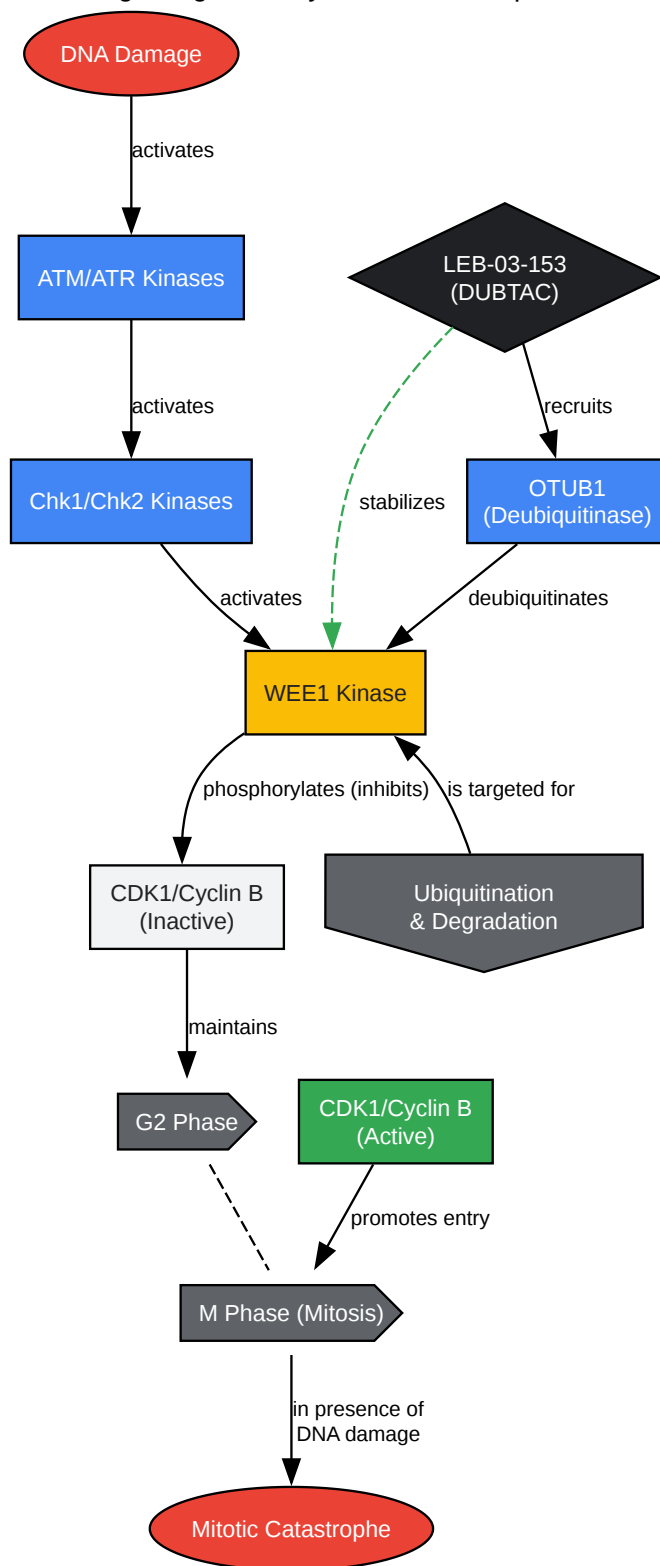 DNA Damage
activates
ATM/ATR Kinases
LEB-03-153
(DUBTAC)
activates
recruits
Chk1/Chk2 Kinases
OTUB1
(Deubiquitinase)
stabilizes
activates
deubiquitinates
WEE1 Kinase
phosphorylates (inhibits)
is targeted for
CDK1/Cyclin B
(Inactive)
Ubiquitination
& Degradation
maintains
G2 Phase
CDK1/Cyclin B
(Active)
promotes entry
M Phase (Mitosis)
in presence of
DNA damage
Mitotic Catastrophe